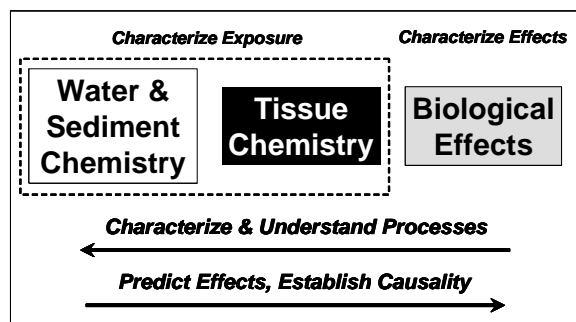 Characterize Exposure
Characterize Effects
Water &
Sediment
Chemistry
Tissue
Chemistry
Biological
Effects
Characterize & Understand Processes
Predict Effects, Establish Causality